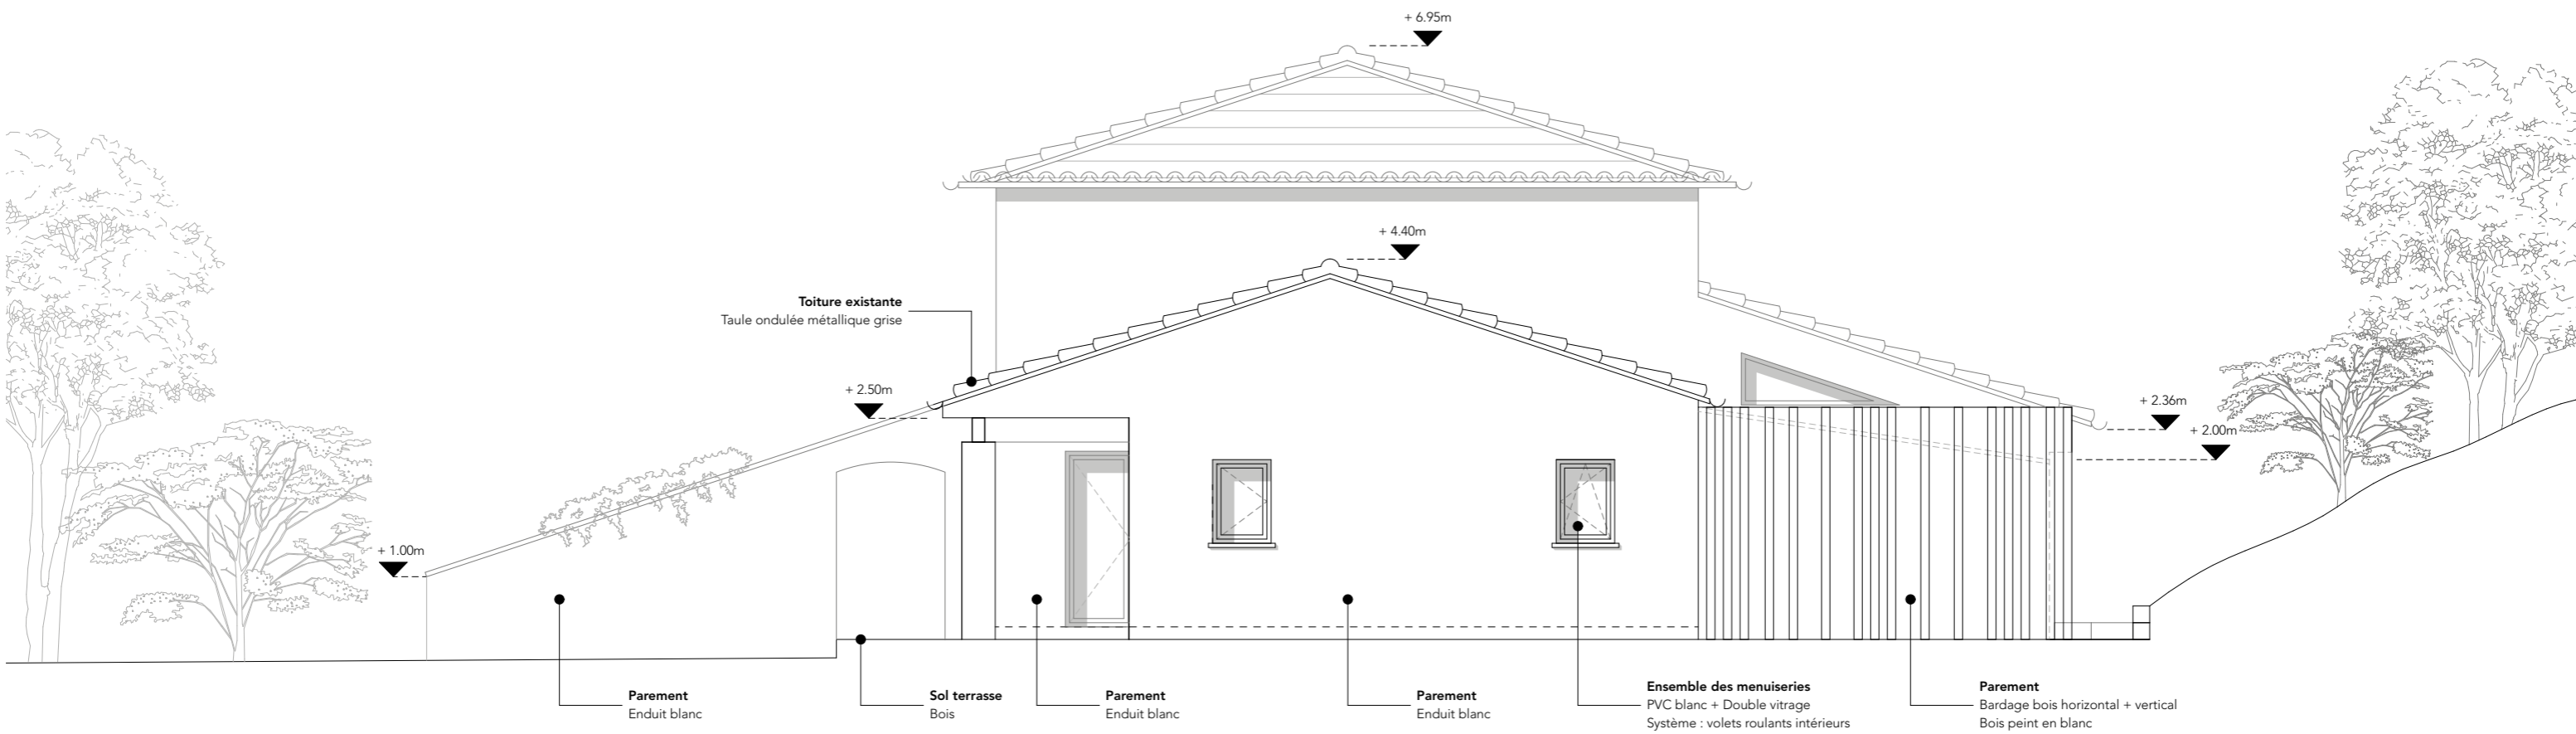 + 6.95m
+ 4.40m
Toiture existante
Taule ondulée métallique grise
+ 2.50m
+ 2.36m
+ 2.00m
+ 1.00m
Parement
Enduit blanc
Sol terrasse
Bois
Parement
Enduit blanc
Parement
Enduit blanc
Ensemble des menuiseries
PVC blanc + Double vitrage
Système : volets roulants intérieurs
Parement
Bardage bois horizontal + vertical
Bois peint en blanc